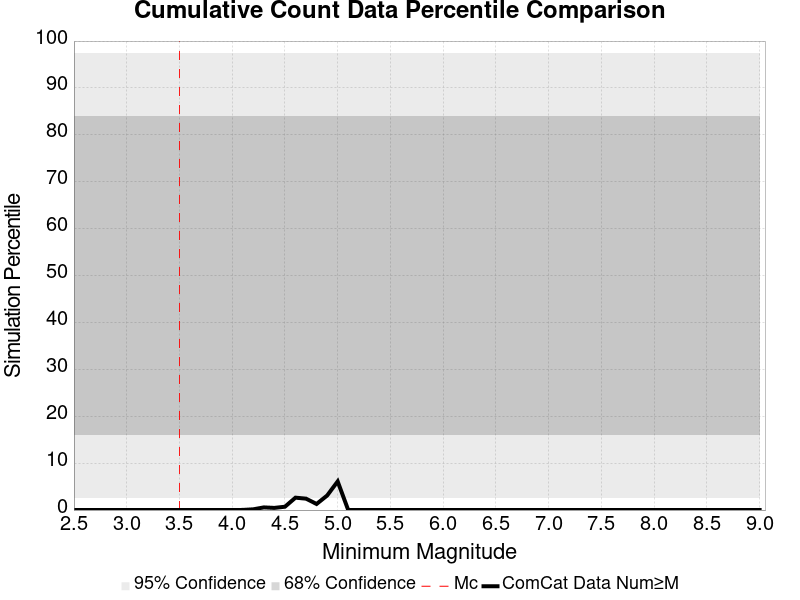 Cumulative Count Data Percentile Comparison
100
90
80
70
60
50
40
30
20
10
0
Simulation Percentile
2.5 3.0 3.5 4.0 4.5 5.0 5.5 6.0 6.5 7.0 7.5 8.0 8.5 9.0
Minimum Magnitude
95% Confidence 68% Confidence Mc ComCat Data Num≥M